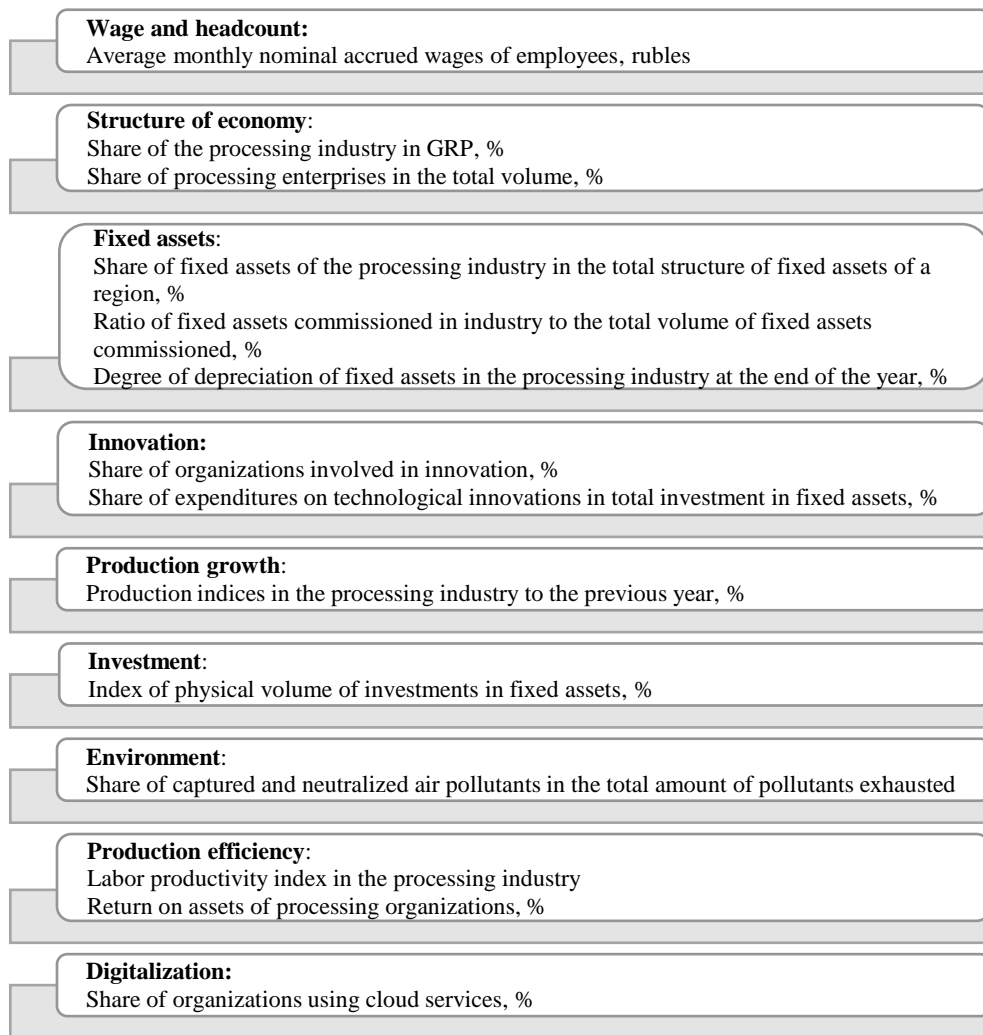 Wage and headcount:
Average monthly nominal accrued wages of employees, rubles
Structure of economy:
Share of the processing industry in GRP, %
Share of processing enterprises in the total volume, %
Fixed assets:
Share of fixed assets of the processing industry in the total structure of fixed assets of a
region, %
Ratio of fixed assets commissioned in industry to the total volume of fixed assets
commissioned, %
Degree of depreciation of fixed assets in the processing industry at the end of the year, %
Innovation:
Share of organizations involved in innovation, %
Share of expenditures on technological innovations in total investment in fixed assets, %
Production growth:
Production indices in the processing industry to the previous year, %
Investment:
Index of physical volume of investments in fixed assets, %
Environment:
Share of captured and neutralized air pollutants in the total amount of pollutants exhausted
Production efficiency:
Labor productivity index in the processing industry
Return on assets of processing organizations, %
Digitalization:
Share of organizations using cloud services, %